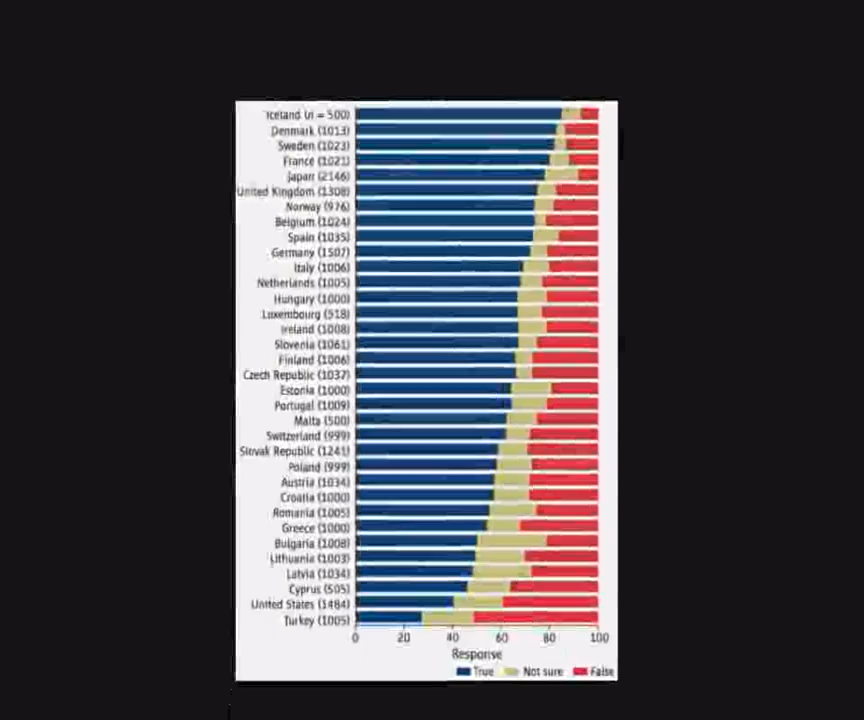 Iceland (n = 500)
Denmark (1013)
Sweden (1023)
France (1021)
Japan (2146)
United Kingdom (1308)
Norway (976)
Belgium (1024)
Spain (1035)
Germany (1507)
Italy (1006)
Netherlands (1005)
Hungary (1000)
Luxembourg (518)
Ireland (1008)
Slovenia (1061)
Finland (1006)
Czech Republic (1037)
Estonia (1000)
Portugal (1009)
Malta (500)
Switzerland (999)
Slovak Republic (1241)
Poland (999)
Austria (1034)
Croatia (1000)
Romania (1005)
Greece (1000)
Bulgaria (1008)
Lithuania (1003)
Latvia (1034)
Cyprus (505)
United States (1484)
Turkey (1005)
0 20 40 60 80 100
Response
True Not sure False